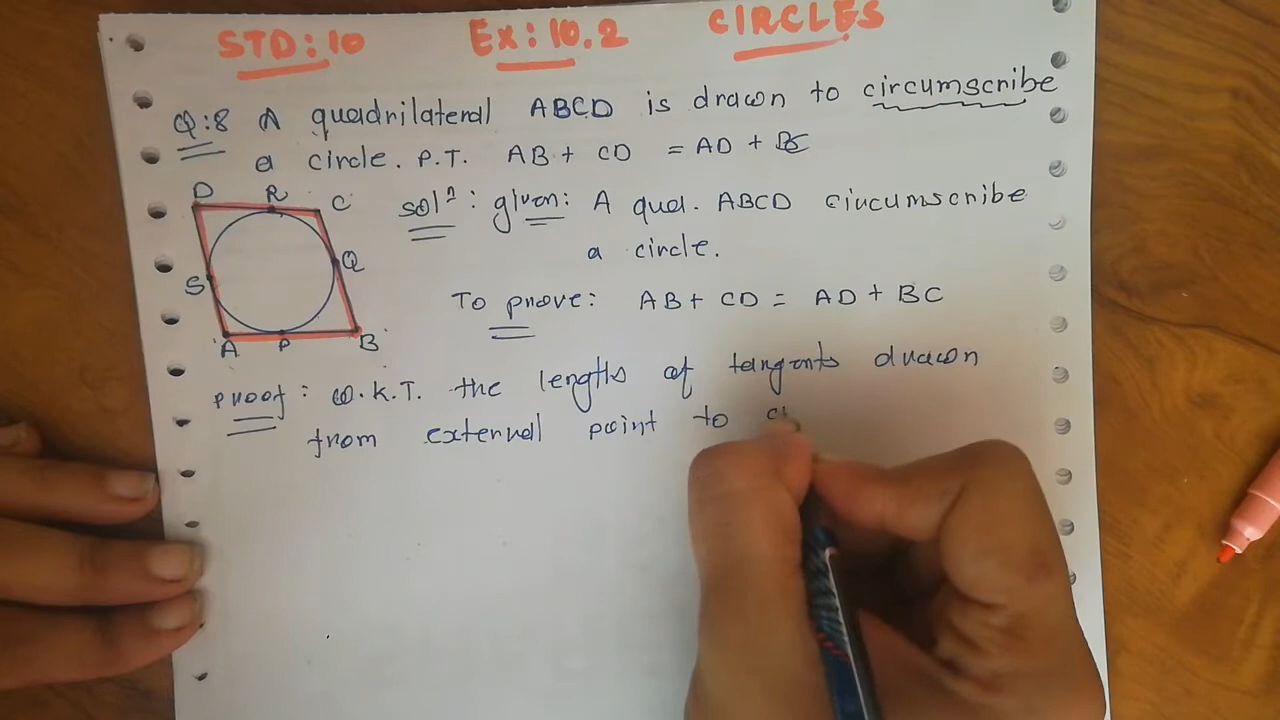 STD:10 Ex:10.2 CIRCLES
Q:8 A quadrilateral ABCD is drawn to circumscribe
a circle. P.T. AB + CD = AD + BC
D R C
S Q
A P B
solⁿ: given: A quad. ABCD circumscribe
a circle.
To prove: AB + CD = AD + BC
proof: W.K.T. the lengths of tangents drawn
from external point to